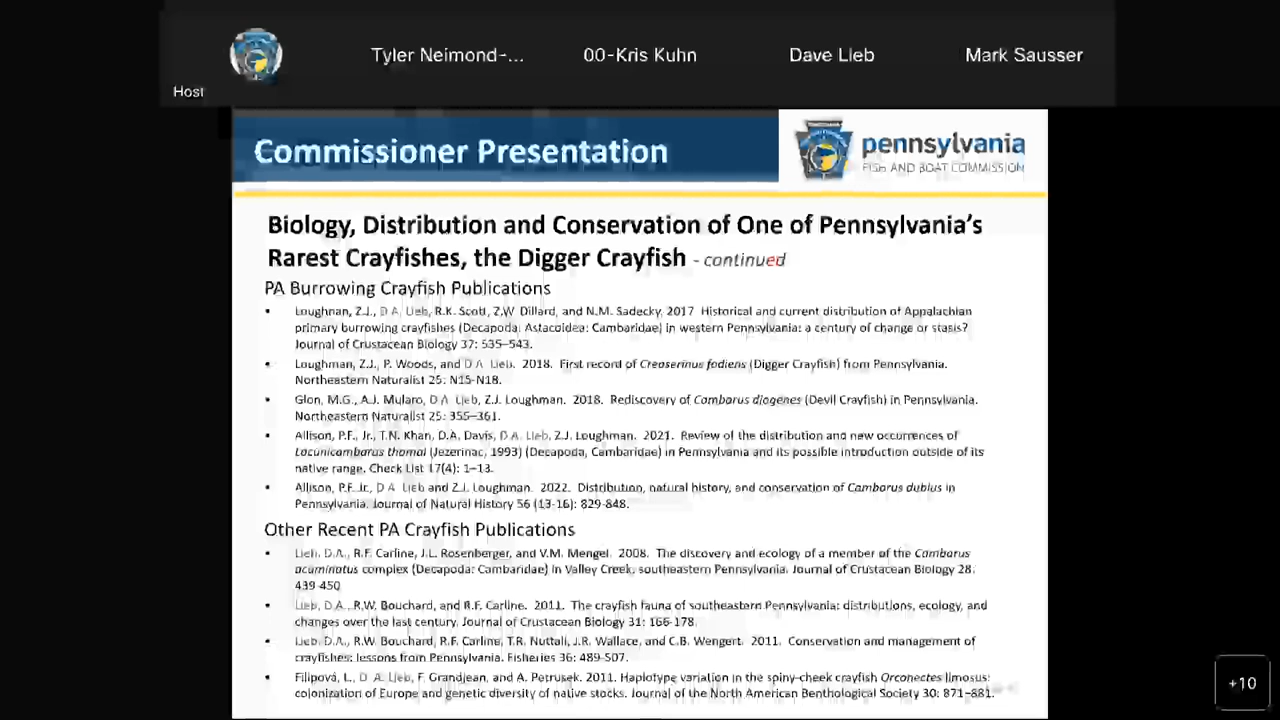 Tyler Neimond-...
00-Kris Kuhn
Dave Lieb
Mark Sausser
Host
Commissioner Presentation
pennsylvania
FISH AND BOAT COMMISSION
Biology, Distribution and Conservation of One of Pennsylvania's
Rarest Crayfishes, the Digger Crayfish - continued
PA Burrowing Crayfish Publications
• Loughman, Z.J., D.A. Lieb, R.K. Scott, Z.W. Dillard, and N.M. Sadecky. 2017 Historical and current distribution of Appalachian
primary burrowing crayfishes (Decapoda: Astacoidea: Cambaridae) in western Pennsylvania: a century of change or stasis?
Journal of Crustacean Biology 37: 535–543.
• Loughman, Z.J., P. Woods, and D.A. Lieb. 2018. First record of Creaserinus fodiens (Digger Crayfish) from Pennsylvania.
Northeastern Naturalist 25: N15-N18.
• Glon, M.G., A.J. Mularo, D.A. Lieb, Z.J. Loughman. 2018. Rediscovery of Cambarus diogenes (Devil Crayfish) in Pennsylvania.
Northeastern Naturalist 25: 355–361.
• Allison, P.F., Jr., T.N. Khan, D.A. Davis, D.A. Lieb, Z.J. Loughman. 2021. Review of the distribution and new occurrences of
Lacunicambarus thomai (Jezerinac, 1993) (Decapoda, Cambaridae) in Pennsylvania and its possible introduction outside of its
native range. Check List 17(4): 1–13.
• Allison, P.F. Jr., D.A. Lieb and Z.J. Loughman. 2022. Distribution, natural history, and conservation of Cambarus dubius in
Pennsylvania. Journal of Natural History 56 (13-16): 829-848.
Other Recent PA Crayfish Publications
• Lieb, D.A., R.F. Carline, J.L. Rosenberger, and V.M. Mengel. 2008. The discovery and ecology of a member of the Cambarus
acuminatus complex (Decapoda: Cambaridae) in Valley Creek, southeastern Pennsylvania. Journal of Crustacean Biology 28:
439-450
• Lieb, D.A., R.W. Bouchard, and R.F. Carline. 2011. The crayfish fauna of southeastern Pennsylvania: distributions, ecology, and
changes over the last century. Journal of Crustacean Biology 31: 166-178.
• Lieb, D.A., R.W. Bouchard, R.F. Carline, T.R. Nuttall, J.R. Wallace, and C.B. Wengert. 2011. Conservation and management of
crayfishes: lessons from Pennsylvania. Fisheries 36: 489-507.
• Filipová, L., D.A. Lieb, F. Grandjean, and A. Petrusek. 2011. Haplotype variation in the spiny-cheek crayfish Orconectes limosus:
colonization of Europe and genetic diversity of native stocks. Journal of the North American Benthological Society 30: 871–881.
+10